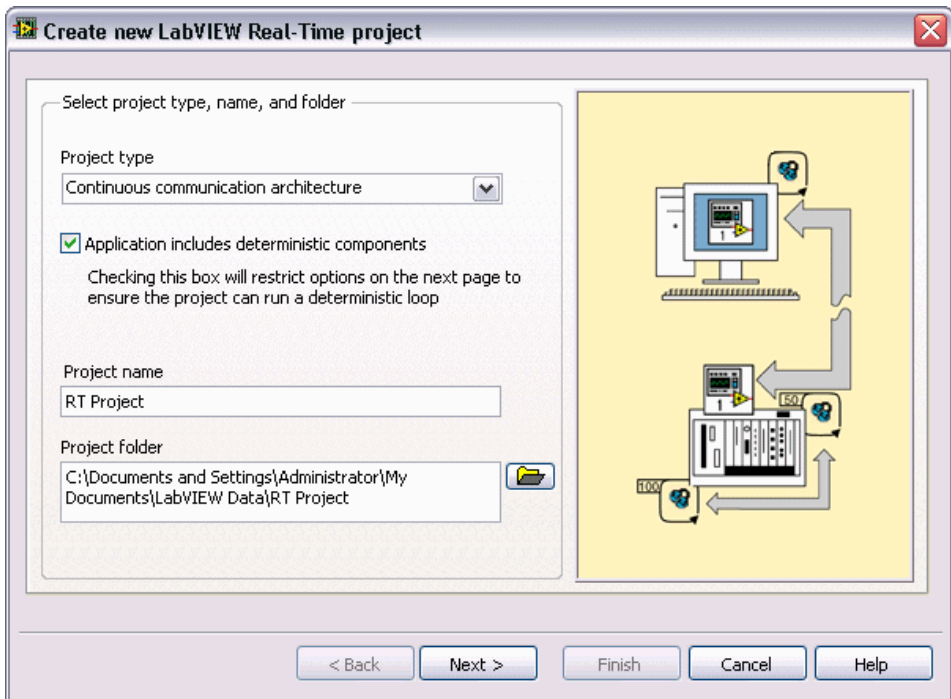 Create new LabVIEW Real-Time project
Select project type, name, and folder
Project type
Continuous communication architecture
Application includes deterministic components
Checking this box will restrict options on the next page to
ensure the project can run a deterministic loop
Project name
RT Project
Project folder
C:\Documents and Settings\Administrator\My
Documents\LabVIEW Data\RT Project
1
1
50
100
< Back
Next >
Finish
Cancel
Help